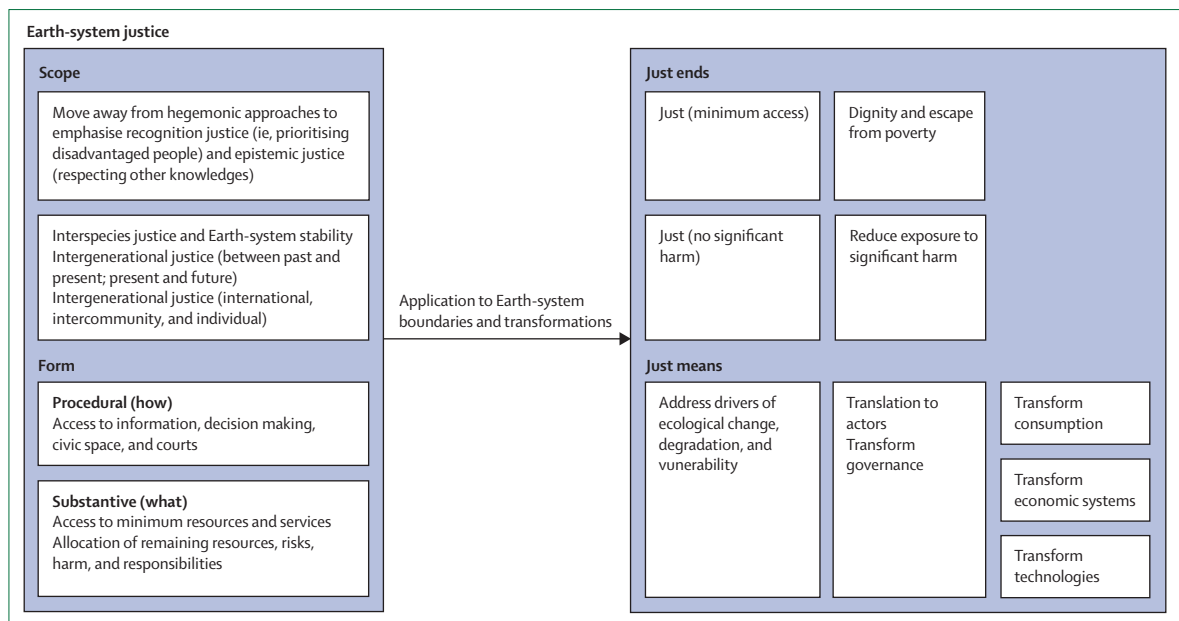 Earth-system justice
Scope
Move away from hegemonic approaches to
emphasise recognition justice (ie, prioritising
disadvantaged people) and epistemic justice
(respecting other knowledges)
Interspecies justice and Earth-system stability
Intergenerational justice (between past and
present; present and future)
Intergenerational justice (international,
intercommunity, and individual)
Form
Procedural (how)
Access to information, decision making,
civic space, and courts
Substantive (what)
Access to minimum resources and services
Allocation of remaining resources, risks,
harm, and responsibilities
Application to Earth-system
boundaries and transformations
Just ends
Just (minimum access)
Dignity and escape
from poverty
Just (no significant
harm)
Reduce exposure to
significant harm
Just means
Address drivers of
ecological change,
degradation, and
vunerability
Translation to
actors
Transform
governance
Transform
consumption
Transform
economic systems
Transform
technologies